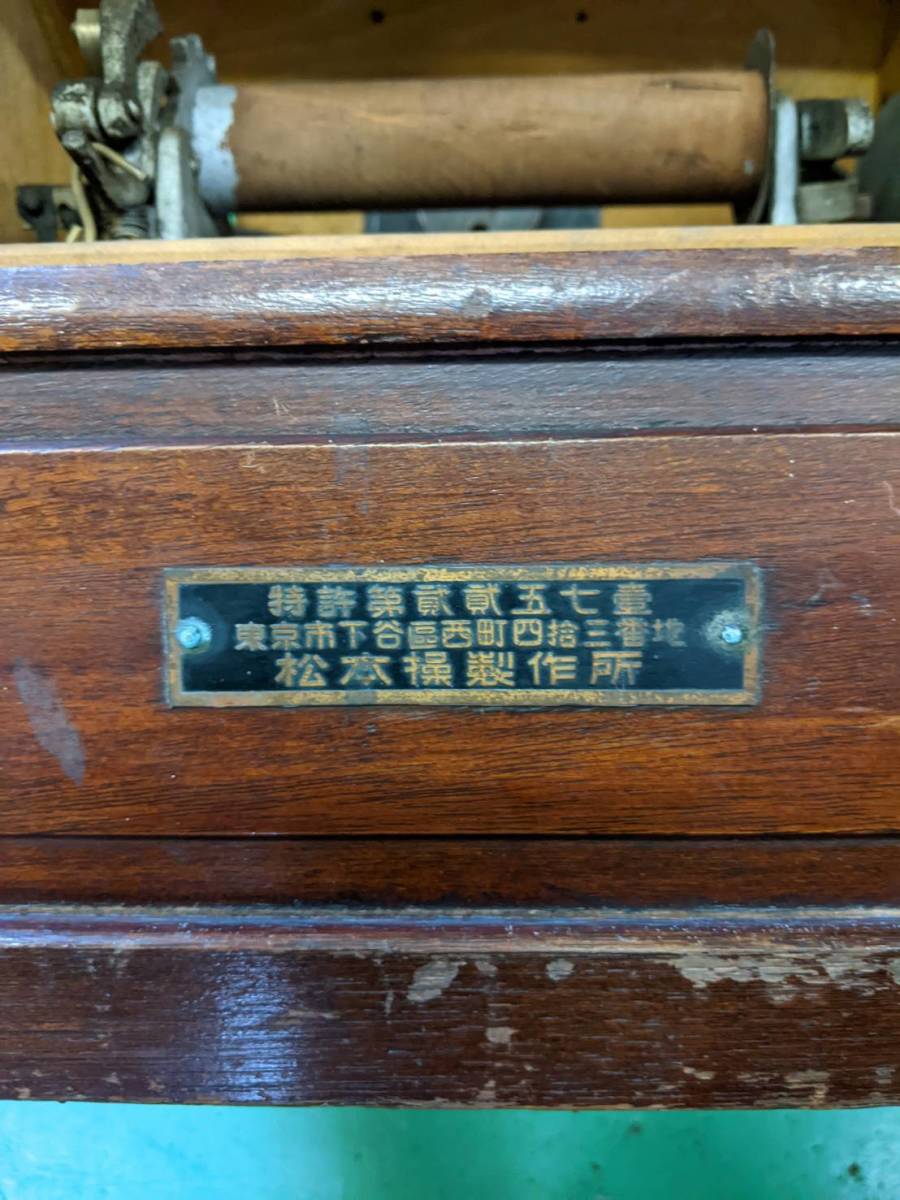 特許第貳貳五七壹
東京市下谷區西町四拾三番地
松本操製作所